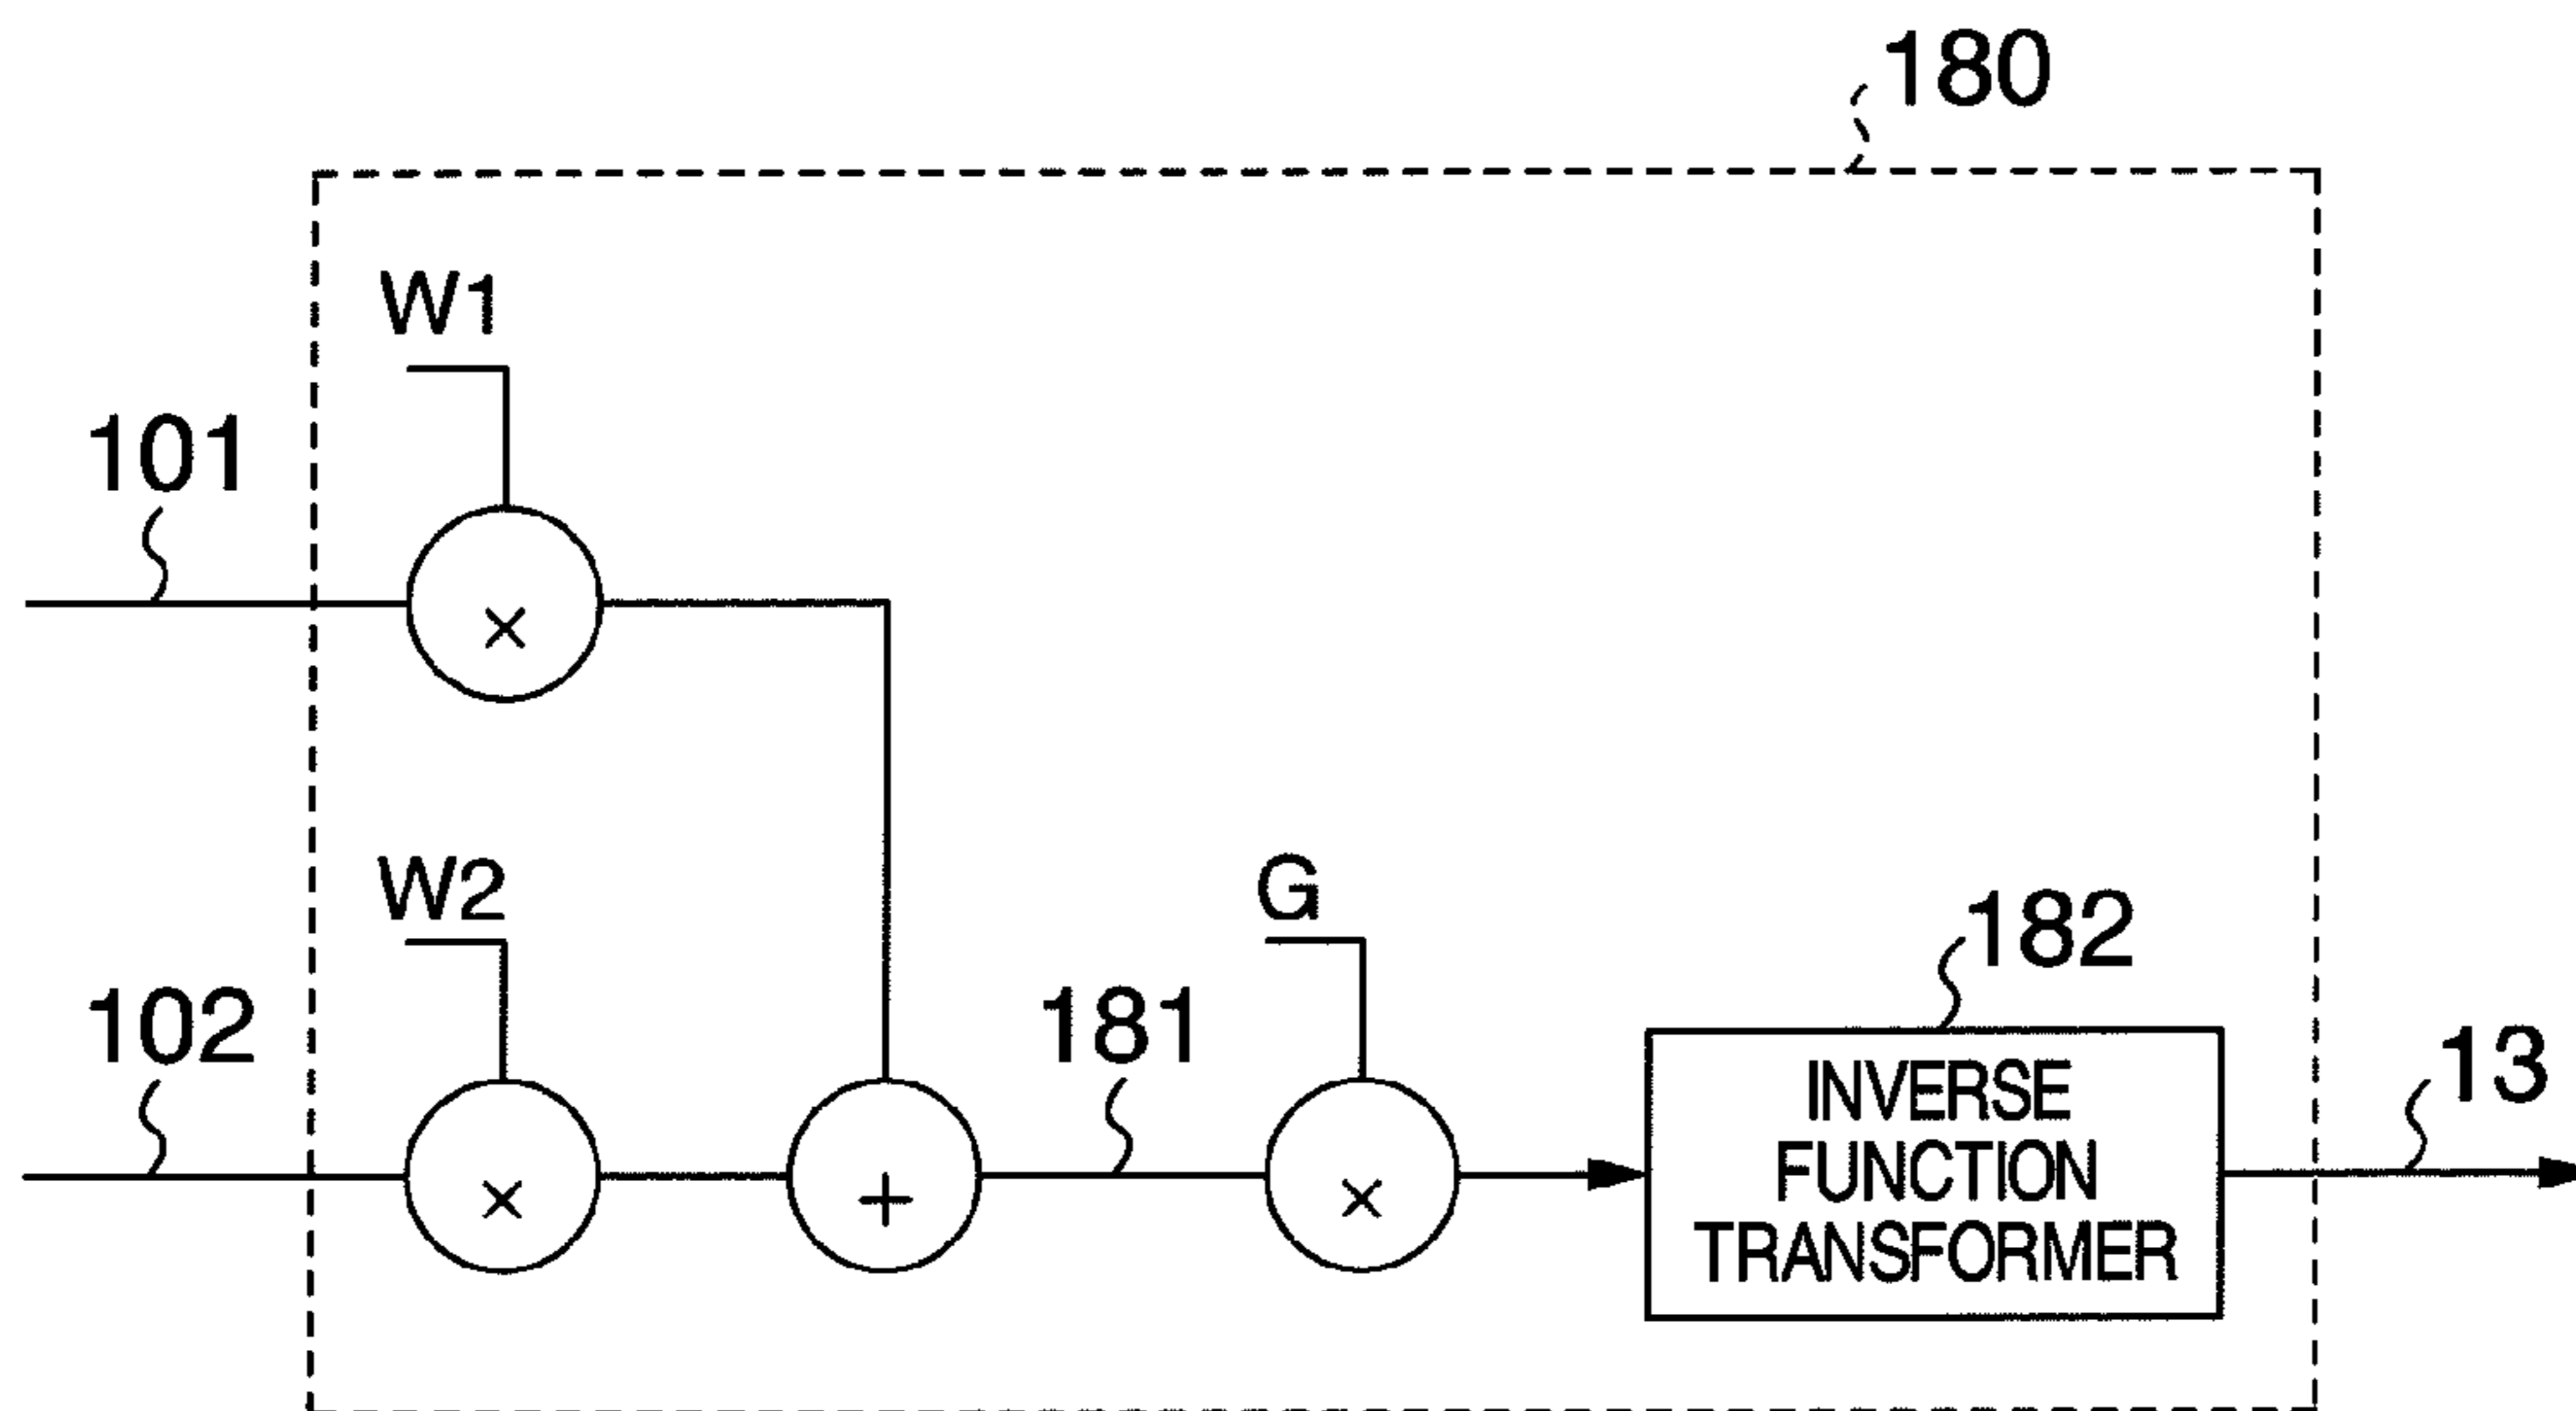 180
W1
101
×
W2
G
182
102
181
13
×
+
×
INVERSE
FUNCTION
TRANSFORMER